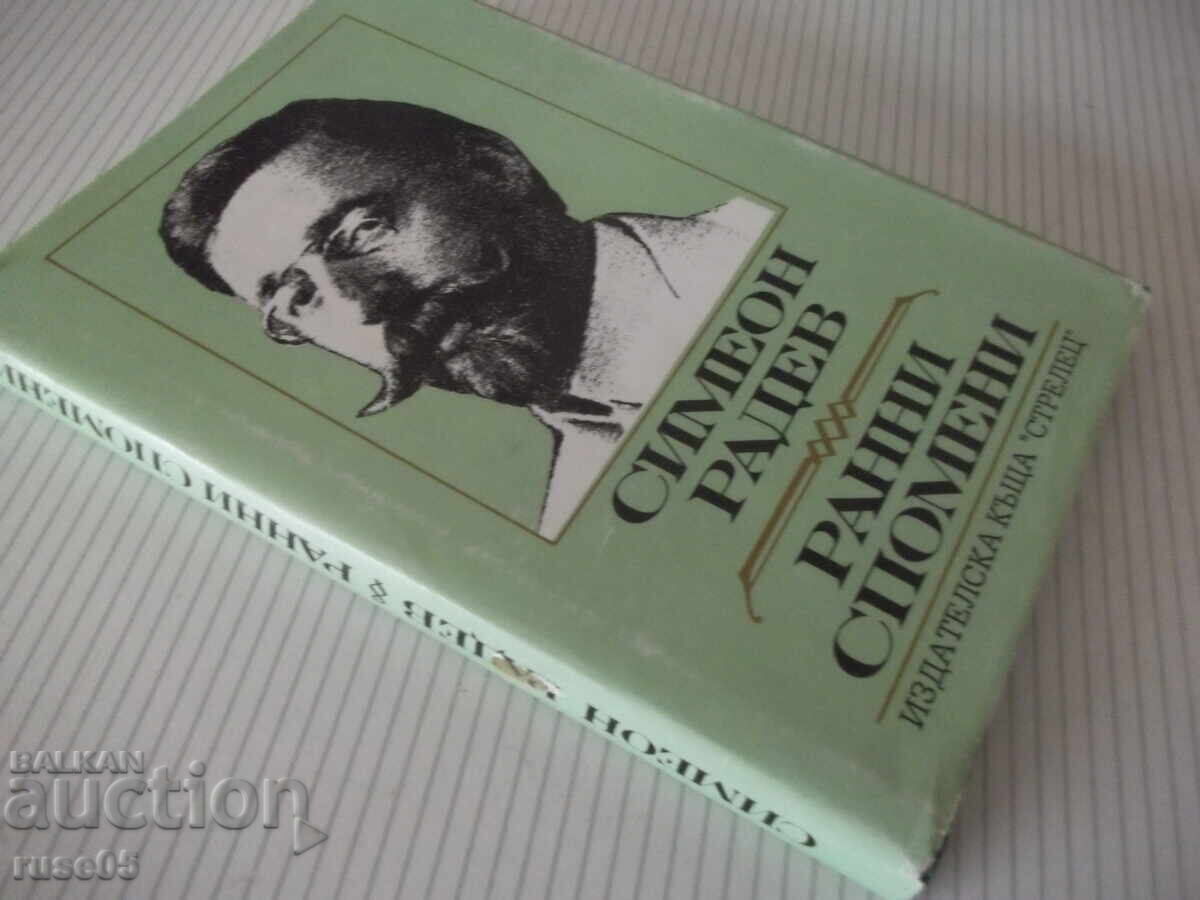 СИМЕОН
РАДЕВ
РАННИ
СПОМЕНИ
ИЗДАТЕЛСКА КЪЩА "СТРЕЛЕЦ"
СИМЕОН РАДЕВ РАННИ СПОМЕНИ
BALKAN
auction
ruse05